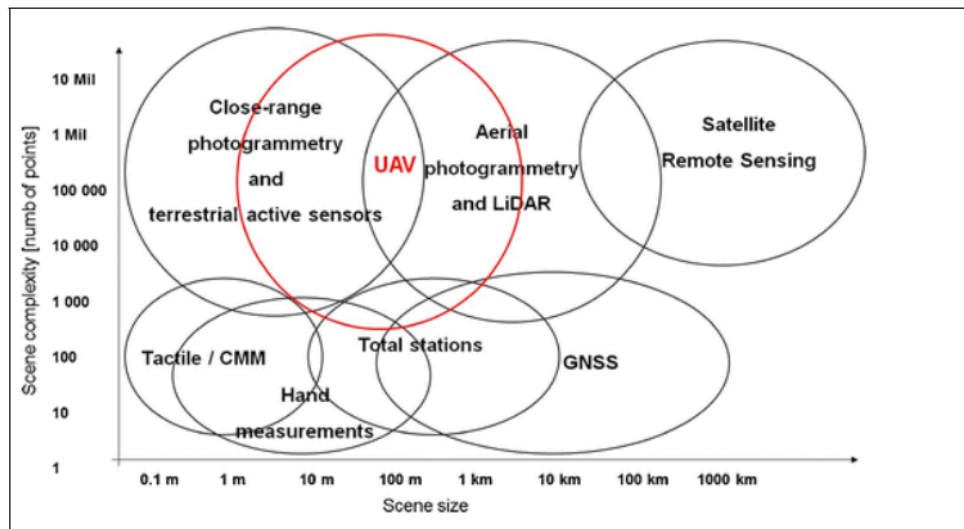 Scene complexity [numb of points]
10 Mil
1 Mil
100 000
10 000
1 000
100
10
1
Close-range
photogrammetry
and
terrestrial active sensors
UAV
Aerial
photogrammetry
and LiDAR
Satellite
Remote Sensing
Tactile / CMM
Hand
measurements
Total stations
GNSS
0.1 m
1 m
10 m
100 m
1 km
10 km
100 km
1000 km
Scene size